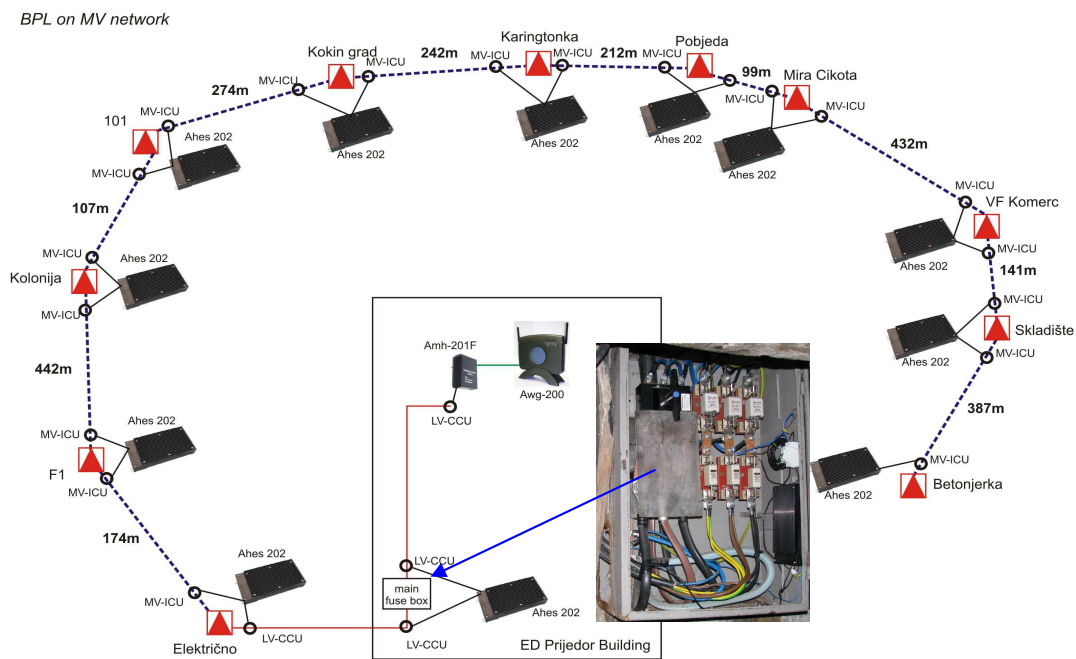 BPL on MV network
Karingtonka
Kokin grad
242m
MV-ICU
MV-ICU
212m
MV-ICU
Pobjeda
MV-ICU
99m
Mira Cikota
MV-ICU
MV-ICU
MV-ICU
274m
MV-ICU
MV-ICU
101
MV-ICU
Ahes 202
Ahes 202
Ahes 202
Ahes 202
Ahes 202
432m
MV-ICU
107m
MV-ICU
VF Komerc
MV-ICU
Ahes 202
MV-ICU
Ahes 202
Kolonija
141m
MV-ICU
MV-ICU
Skladište
Amh-201F
Awg-200
LV-CCU
Ahes 202
MV-ICU
442m
387m
Ahes 202
MV-ICU
F1
MV-ICU
MV-ICU
Ahes 202
Betonjerka
174m
Ahes 202
MV-ICU
LV-CCU
main
fuse box
Ahes 202
LV-CCU
LV-CCU
Električno
ED Prijedor Building